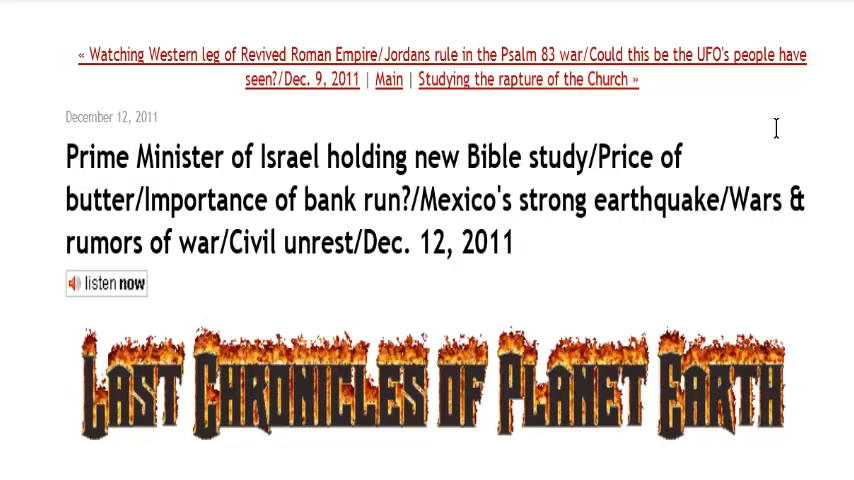 « Watching Western leg of Revived Roman Empire/Jordans rule in the Psalm 83 war/Could this be the UFO's people have
seen?/Dec. 9, 2011 | Main | Studying the rapture of the Church »
December 12, 2011
Prime Minister of Israel holding new Bible study/Price of
butter/Importance of bank run?/Mexico's strong earthquake/Wars &
rumors of war/Civil unrest/Dec. 12, 2011
listen now
Last Chronicles of Planet Earth